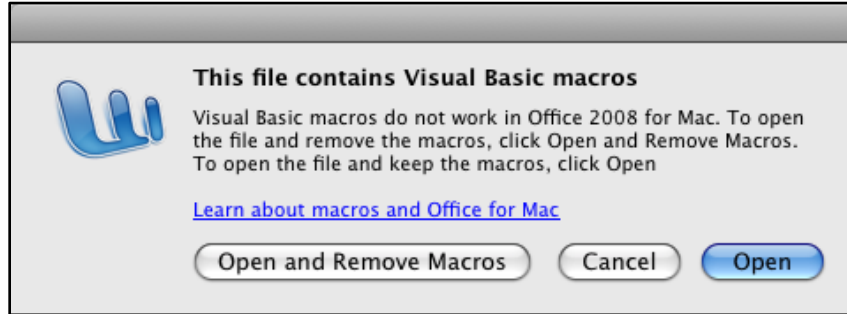 This file contains Visual Basic macros
Visual Basic macros do not work in Office 2008 for Mac. To open
the file and remove the macros, click Open and Remove Macros.
To open the file and keep the macros, click Open
Learn about macros and Office for Mac
Open and Remove Macros Cancel Open